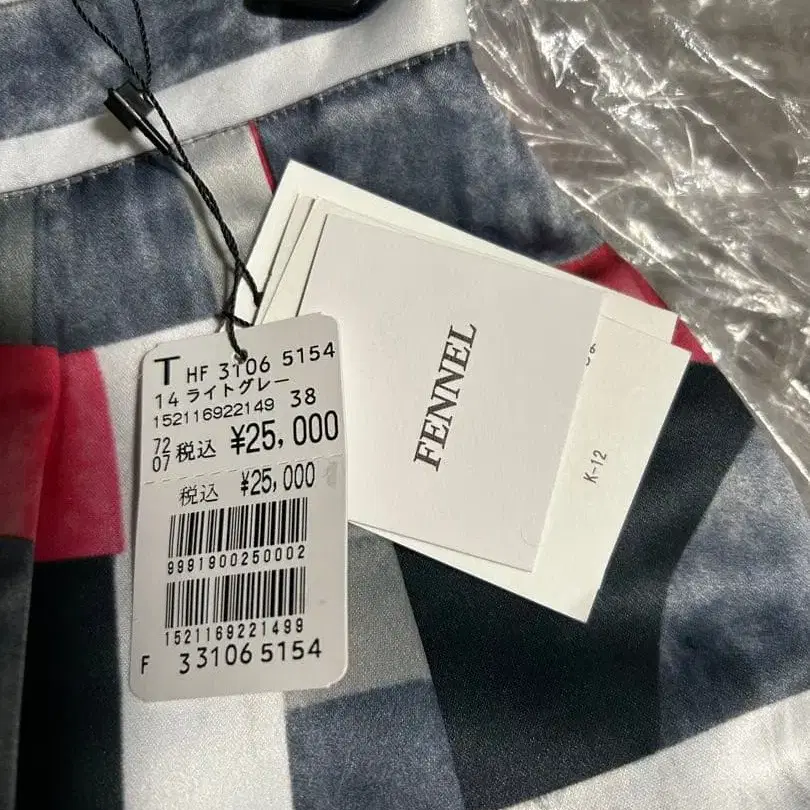 T HF 3106 5154
14 ライトグレー
152116922149 38
72
07 税込 ¥25,000
税込 ¥25,000
9991900250002
1521169221499
F 33106 5154
FENNEL
K-12